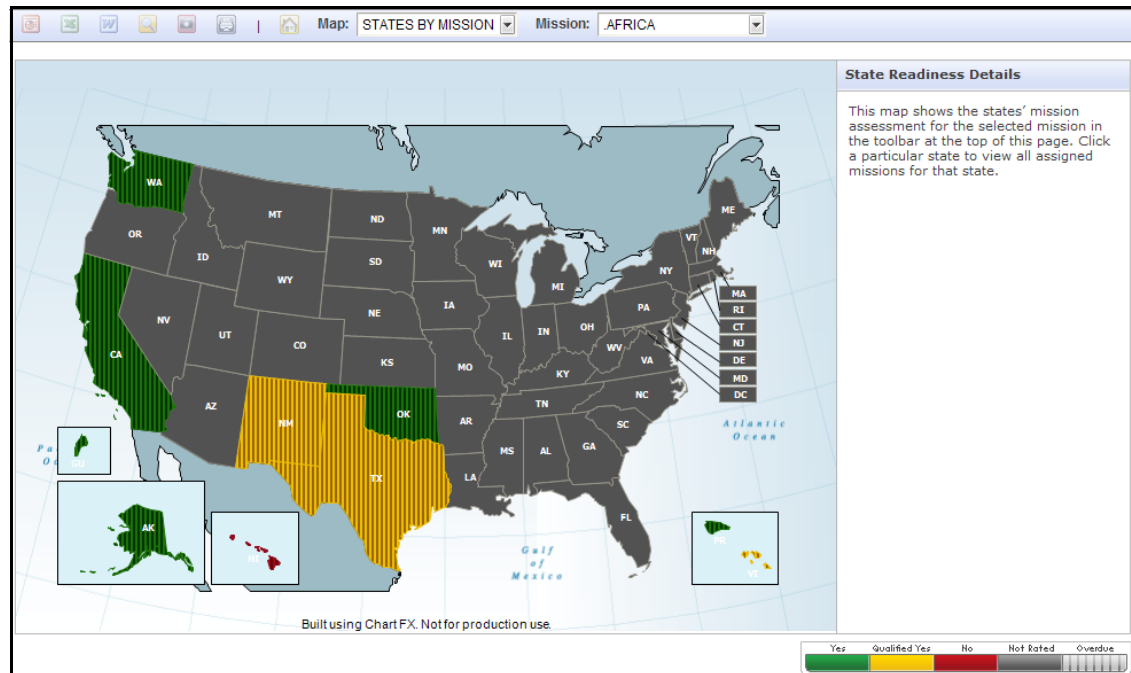 Map: STATES BY MISSION Mission: .AFRICA
State Readiness Details
This map shows the states' mission
assessment for the selected mission in
the toolbar at the top of this page. Click
a particular state to view all assigned
missions for that state.
WA
MT
ND
MN
ME
OR
ID
SD
WI
VT
NH
WY
MI
NY
MA
RI
NV
UT
NE
IA
PA
CT
CA
CO
IL
IN
OH
NJ
KS
MO
WV
VA
DE
KY
MD
AZ
NM
OK
AR
TN
NC
DC
SC
Atlantic
Ocean
MS
AL
GA
Pa
Oc
GU
TX
LA
FL
AK
HI
Gulf
of
Mexico
PR
VI
Built using Chart FX. Not for production use.
Yes Qualified Yes No Not Rated Overdue